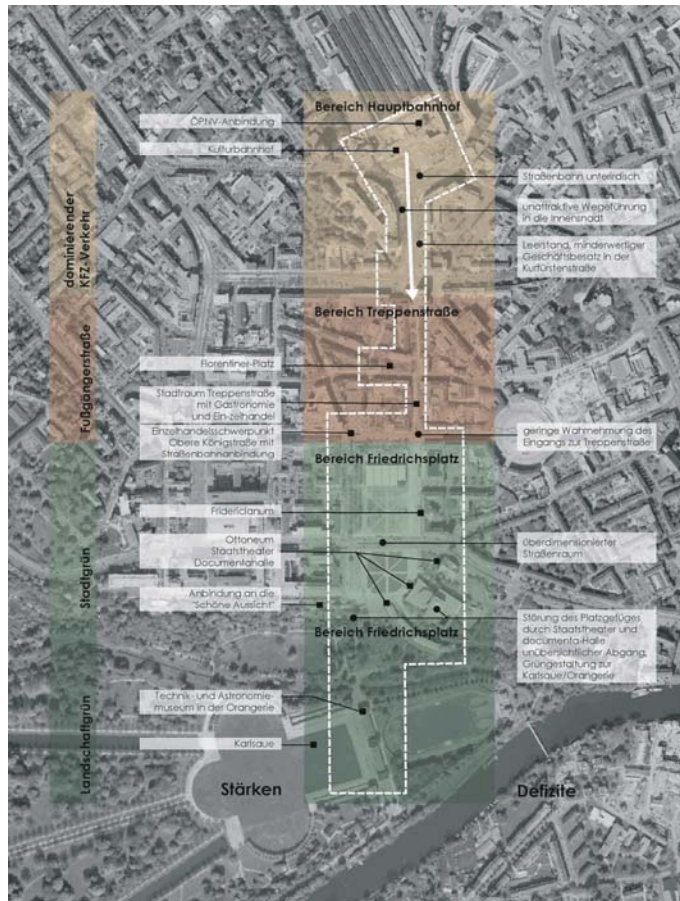 Bereich Hauptbahnhof
ÖPNV-Anbindung
Kulturbahnhof
Straßenbahn unterirdisch
unattraktive Wegeführung
in die Innenstadt
Leerstand, minderwertiger
Geschäftsbesatz in der
Kurfürstenstraße
dominierender
KFZ-Verkehr
Bereich Treppenstraße
Florentiner-Platz
Stadtraum Treppenstraße
mit Gastronomie
und Ein-zelhandel
Einzelhandelsschwerpunkt
Obere Königstraße mit
Straßenbahnanbindung
geringe Wahrnehmung des
Eingangs zur Treppenstraße
Fußgängerstraße
Bereich Friedrichsplatz
Fridericianum
Ottoneum
Staatstheater
Documentahalle
überdimensionierter
Straßenraum
Anbindung an die
"Schöne Aussicht"
Stadtgrün
Bereich Friedrichsplatz
Störung des Platzgefüges
durch Staatstheater und
documenta-Halle
unübersichtlicher Abgang,
Grüngestaltung zur
Karlsaue/Orangerie
Technik- und Astronomie-
museum in der Orangerie
Karlsaue
Landschaftgrün
Stärken
Defizite